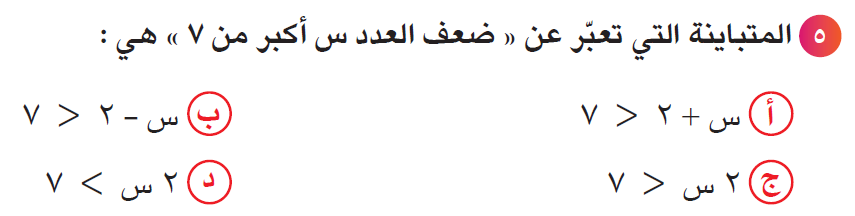 ٥ المتباينة التي تعبّر عن « ضعف العدد س أكبر من ٧ » هي :
أ س + ٢ < ٧ ب س – ٢ < ٧
ج ٢ س < ٧ د ٢ س > ٧